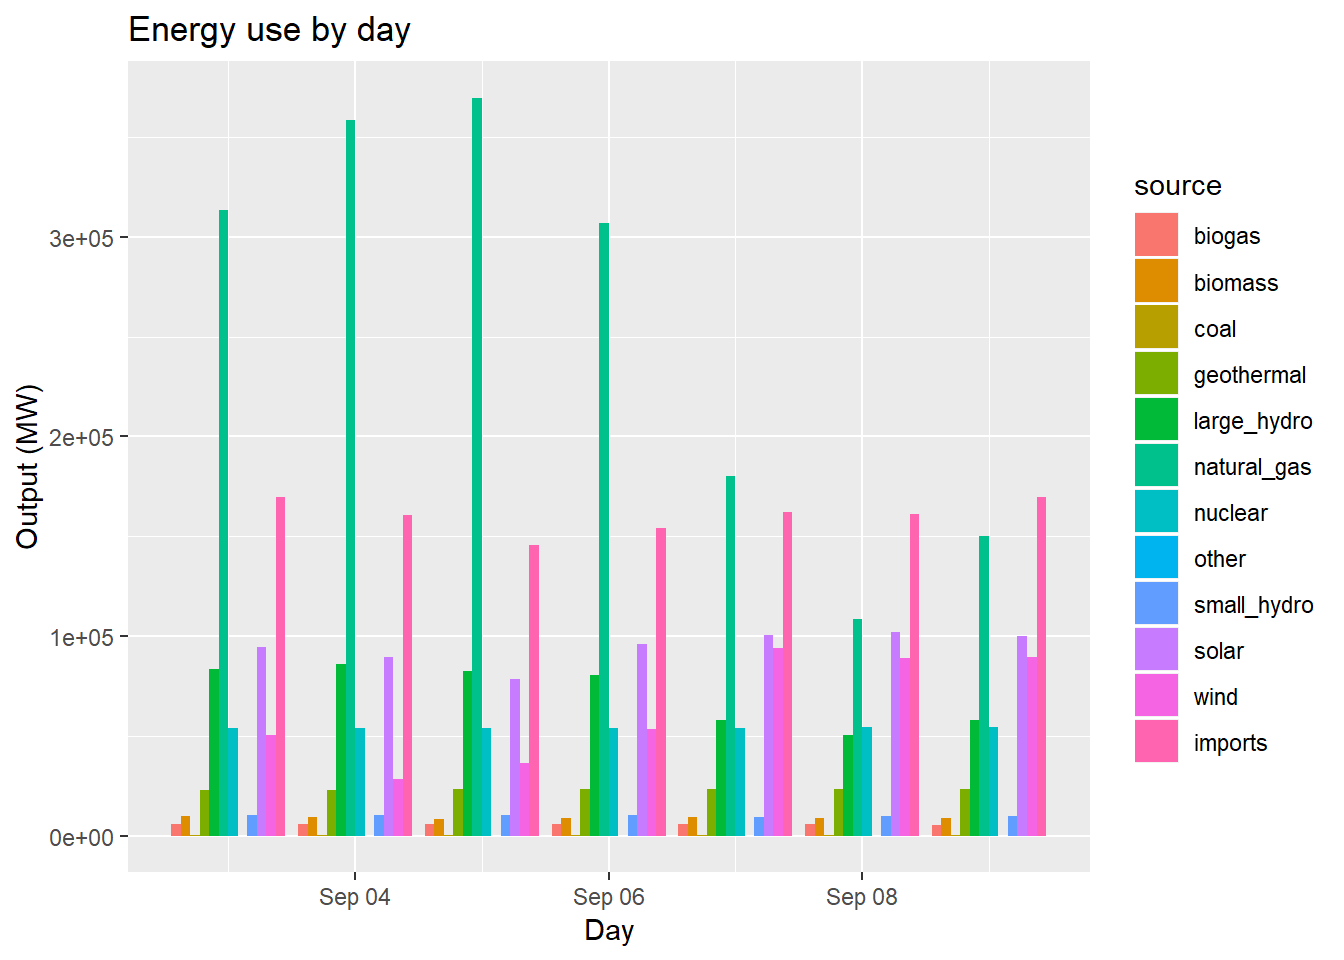 Energy use by day
Output (MW)
3e+05
2e+05
1e+05
0e+00
Sep 04
Sep 06
Sep 08
Day
source
biogas
biomass
coal
geothermal
large_hydro
natural_gas
nuclear
other
small_hydro
solar
wind
imports